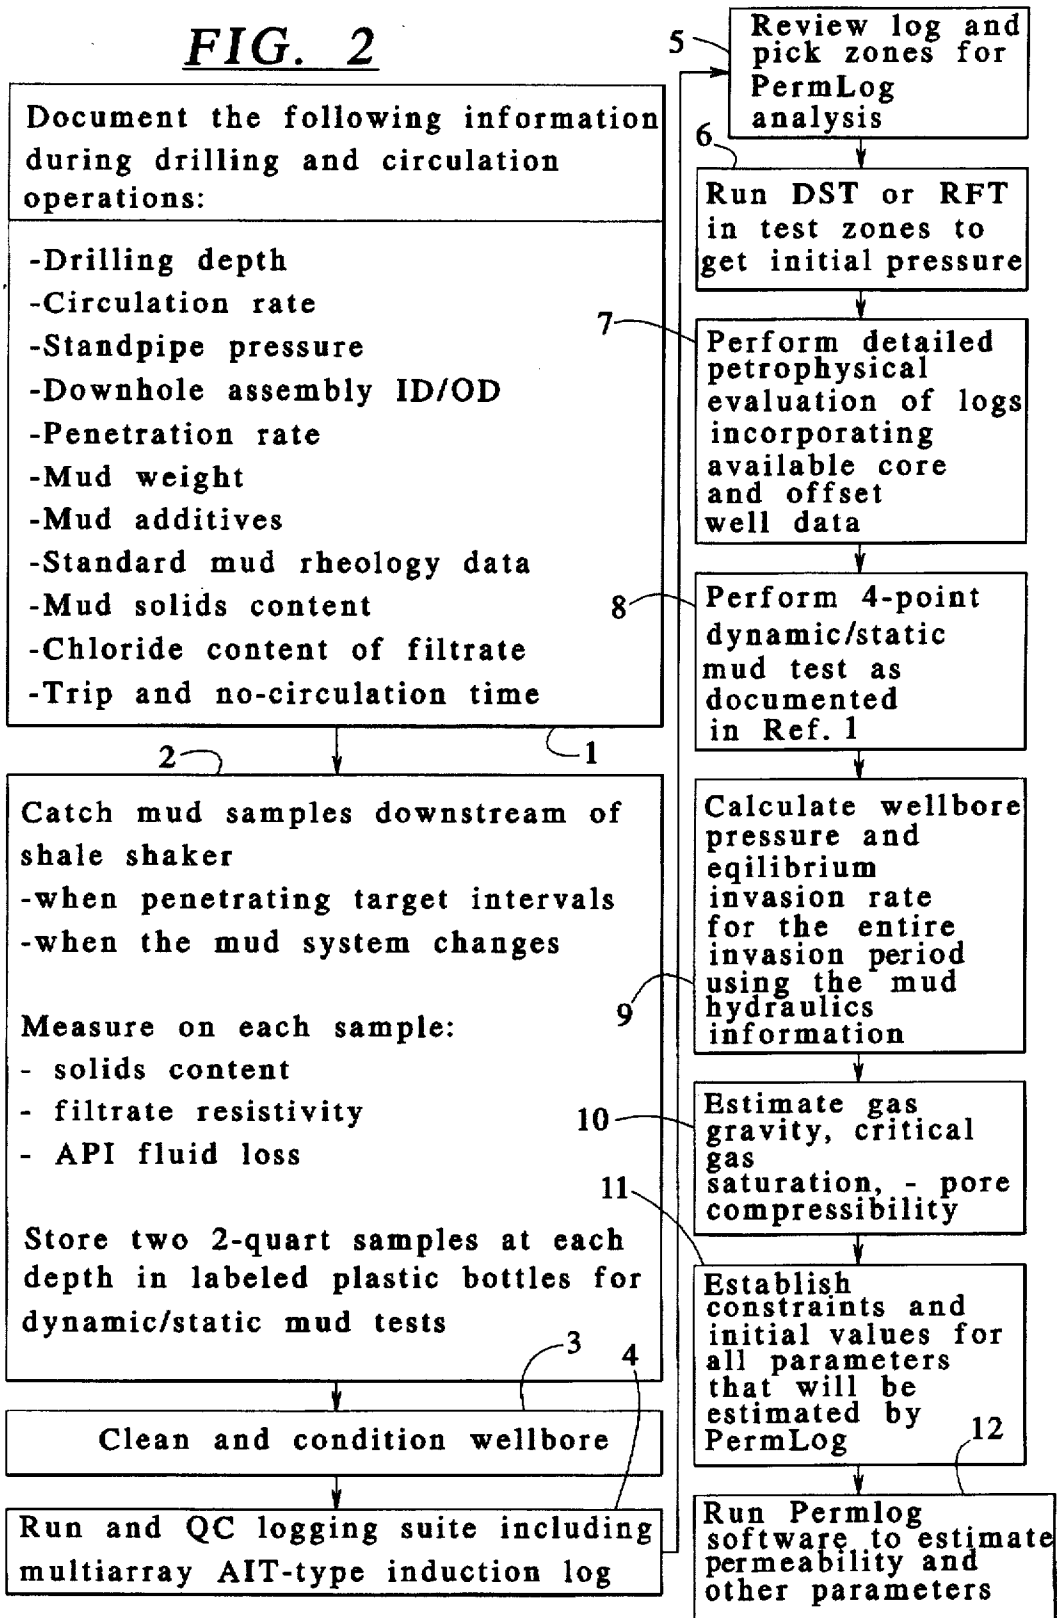 FIG. 2
Document the following information
during drilling and circulation
operations:
-Drilling depth
-Circulation rate
-Standpipe pressure
-Downhole assembly ID/OD
-Penetration rate
-Mud weight
-Mud additives
-Standard mud rheology data
-Mud solids content
-Chloride content of filtrate
-Trip and no-circulation time
1
2
Catch mud samples downstream of
shale shaker
-when penetrating target intervals
-when the mud system changes
Measure on each sample:
- solids content
- filtrate resistivity
- API fluid loss
Store two 2-quart samples at each
depth in labeled plastic bottles for
dynamic/static mud tests
3
Clean and condition wellbore
4
Run and QC logging suite including
multiarray AIT-type induction log
5
Review log and
pick zones for
PermLog
analysis
6
Run DST or RFT
in test zones to
get initial pressure
7
Perform detailed
petrophysical
evaluation of logs
incorporating
available core
and offset
well data
8
Perform 4-point
dynamic/static
mud test as
documented
in Ref. 1
Calculate wellbore
pressure and
eqilibrium
invasion rate
for the entire
invasion period
using the mud
hydraulics
information
9
10
Estimate gas
gravity, critical
gas
saturation, - pore
compressibility
11
Establish
constraints and
initial values for
all parameters
that will be
estimated by
PermLog
12
Run Permlog
software to estimate
permeability and
other parameters